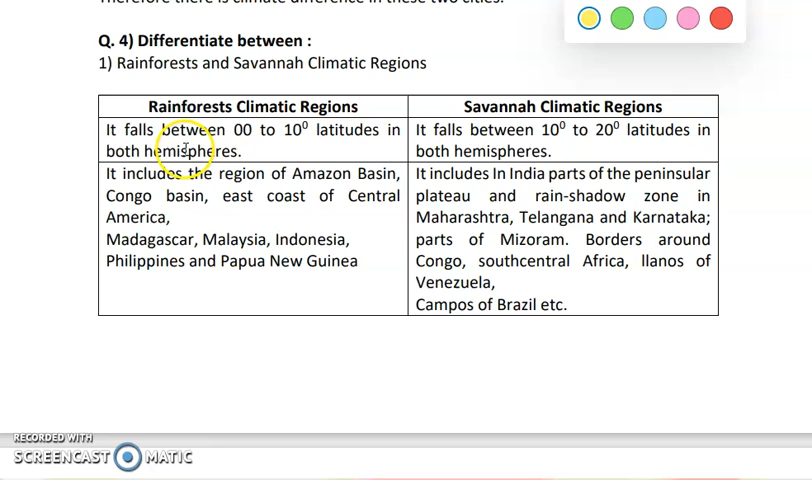 Therefore there is climate difference in these two cities.
Q. 4) Differentiate between :
1) Rainforests and Savannah Climatic Regions
Rainforests Climatic Regions
It falls between 00 to 10⁰ latitudes in
both hemispheres.
It includes the region of Amazon Basin,
Congo basin, east coast of Central
America,
Madagascar, Malaysia, Indonesia,
Philippines and Papua New Guinea
Savannah Climatic Regions
It falls between 10⁰ to 20⁰ latitudes in
both hemispheres.
It includes In India parts of the peninsular
plateau and rain-shadow zone in
Maharashtra, Telangana and Karnataka;
parts of Mizoram. Borders around
Congo, southcentral Africa, llanos of
Venezuela,
Campos of Brazil etc.
RECORDED WITH
SCREENCAST MATIC